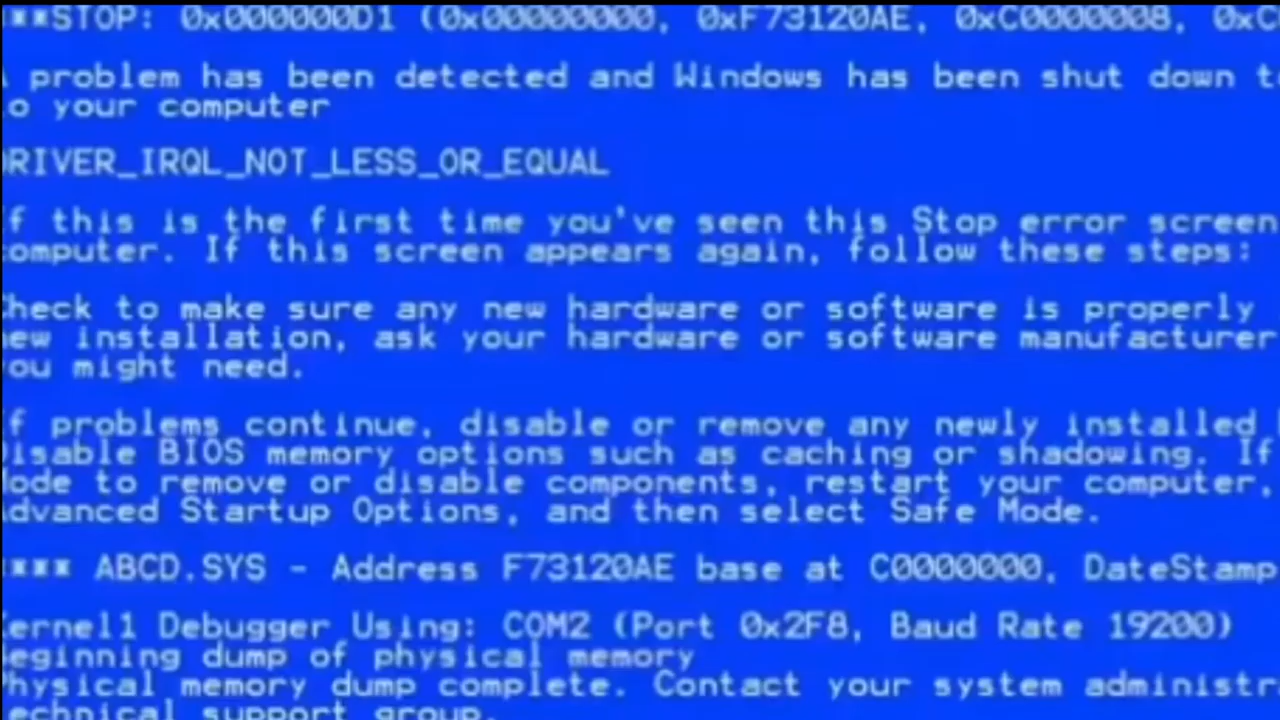 **STOP: 0x000000D1 (0x00000000, 0xF73120AE, 0xC0000008, 0xC
problem has been detected and Windows has been shut down t
o your computer
RIVER_IRQL_NOT_LESS_OR_EQUAL
f this is the first time you've seen this Stop error screen
omputer. If this screen appears again, follow these steps:
heck to make sure any new hardware or software is properly
ew installation, ask your hardware or software manufacturer
ou might need.
f problems continue, disable or remove any newly installed
isable BIOS memory options such as caching or shadowing. If
ode to remove or disable components, restart your computer,
dvanced Startup Options, and then select Safe Mode.
*** ABCD.SYS - Address F73120AE base at C0000000, DateStamp
ernel1 Debugger Using: COM2 (Port 0x2F8, Baud Rate 19200)
eginning dump of physical memory
hysical memory dump complete. Contact your system administr
echnical support group.